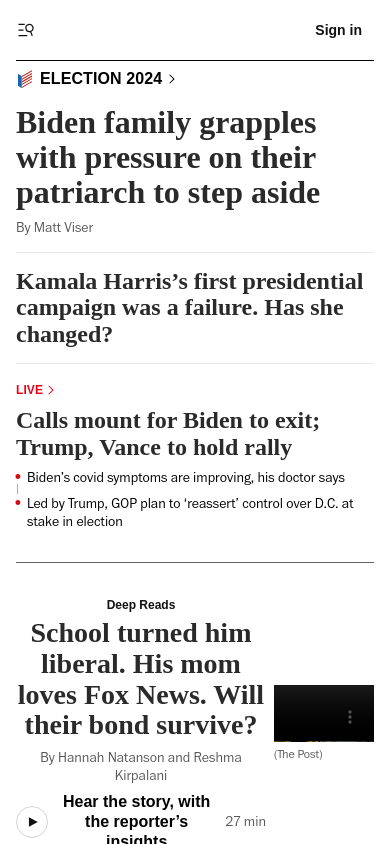 Sign in
ELECTION 2024
Biden family grapples
with pressure on their
patriarch to step aside
By Matt Viser
Kamala Harris’s first presidential
campaign was a failure. Has she
changed?
LIVE
Calls mount for Biden to exit;
Trump, Vance to hold rally
Biden’s covid symptoms are improving, his doctor says
Led by Trump, GOP plan to ‘reassert’ control over D.C. at
stake in election
Deep Reads
School turned him
liberal. His mom
loves Fox News. Will
their bond survive?
(The Post)
By Hannah Natanson and Reshma
Kirpalani
Hear the story, with
the reporter’s
insights
27 min